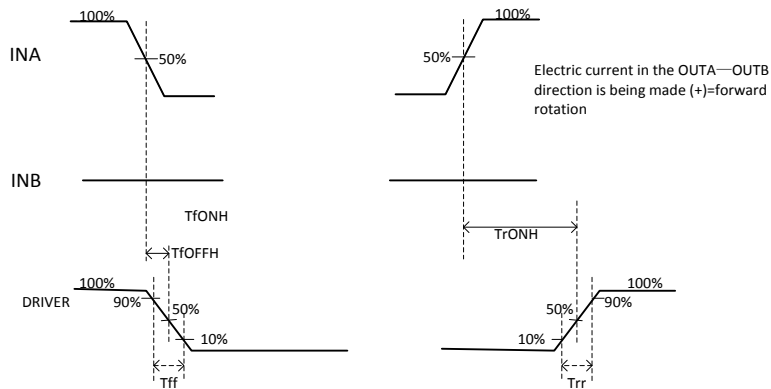 100%
100%
INA
50%
50%
Electric current in the OUTA—OUTB
direction is being made (+)=forward
rotation
INB
TfONH
TrONH
TfOFFH
100%
100%
DRIVER
90%
50%
50%
90%
10%
10%
Tff
Trr